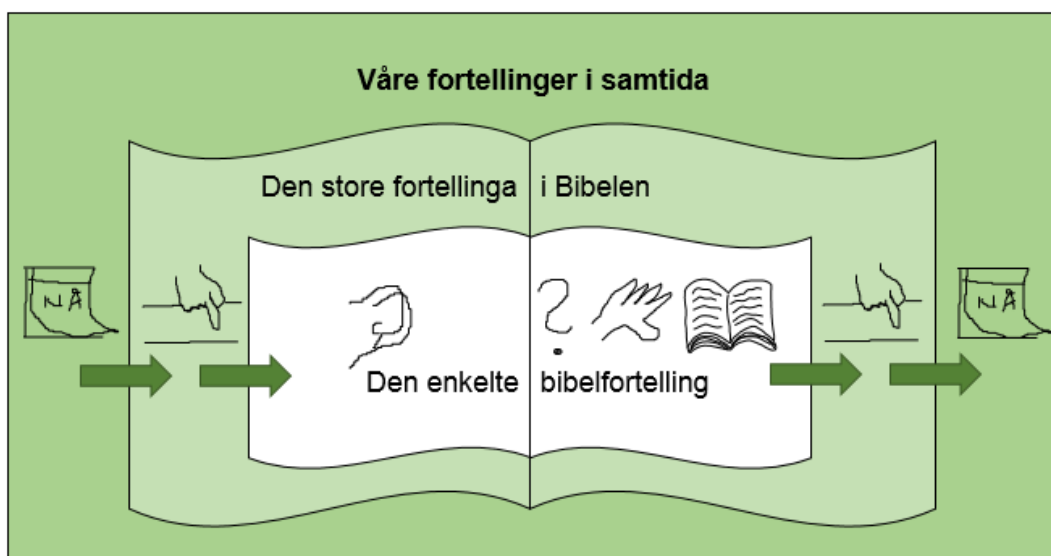 Våre fortellinger i samtida
Den store fortellinga i Bibelen
NÅ
?
NÅ
Den enkelte bibelfortelling